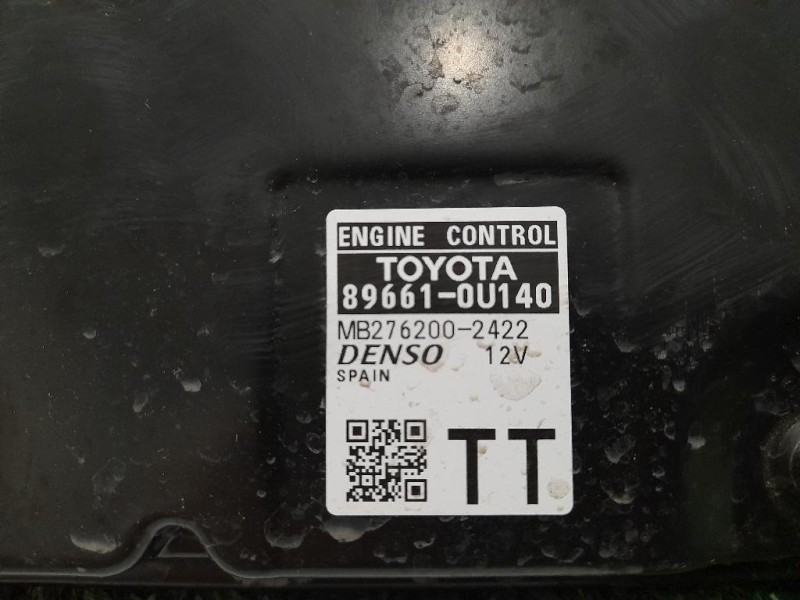 ENGINE CONTROL
TOYOTA
89661-0U140
MB276200-2422
DENSO 12V
SPAIN
TT